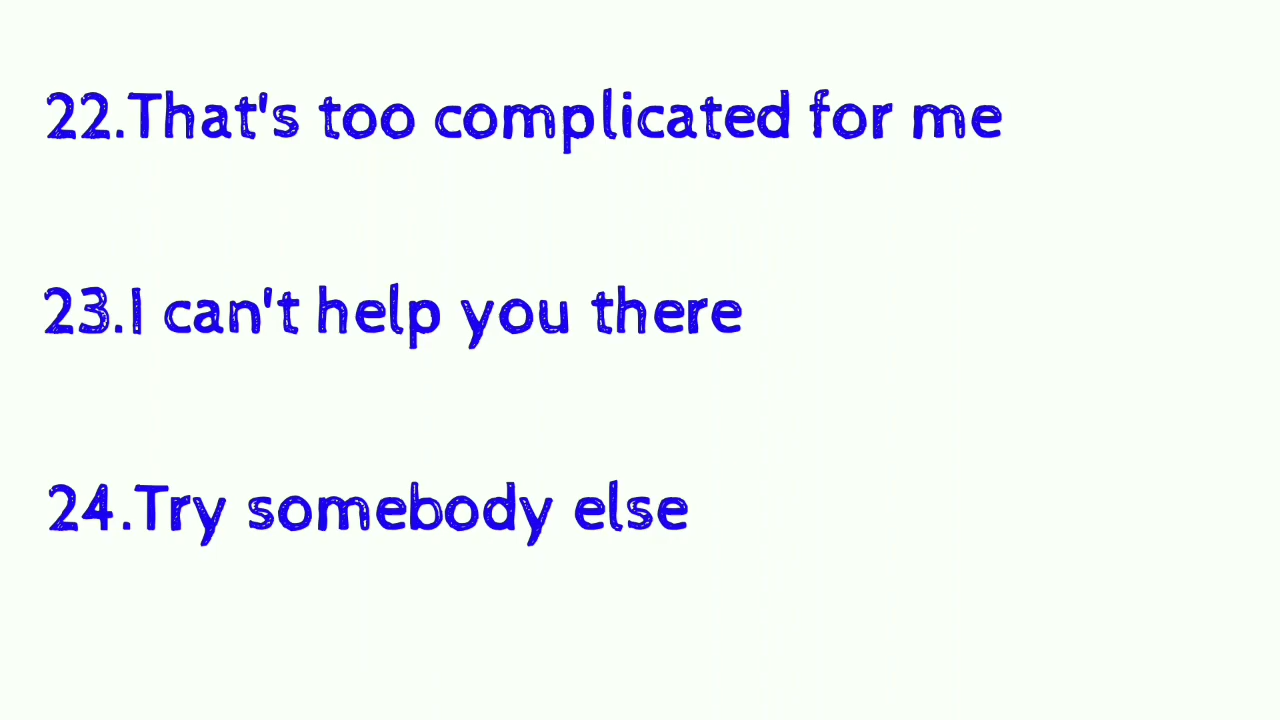 22.That's too complicated for me
23.I can't help you there
24.Try somebody else